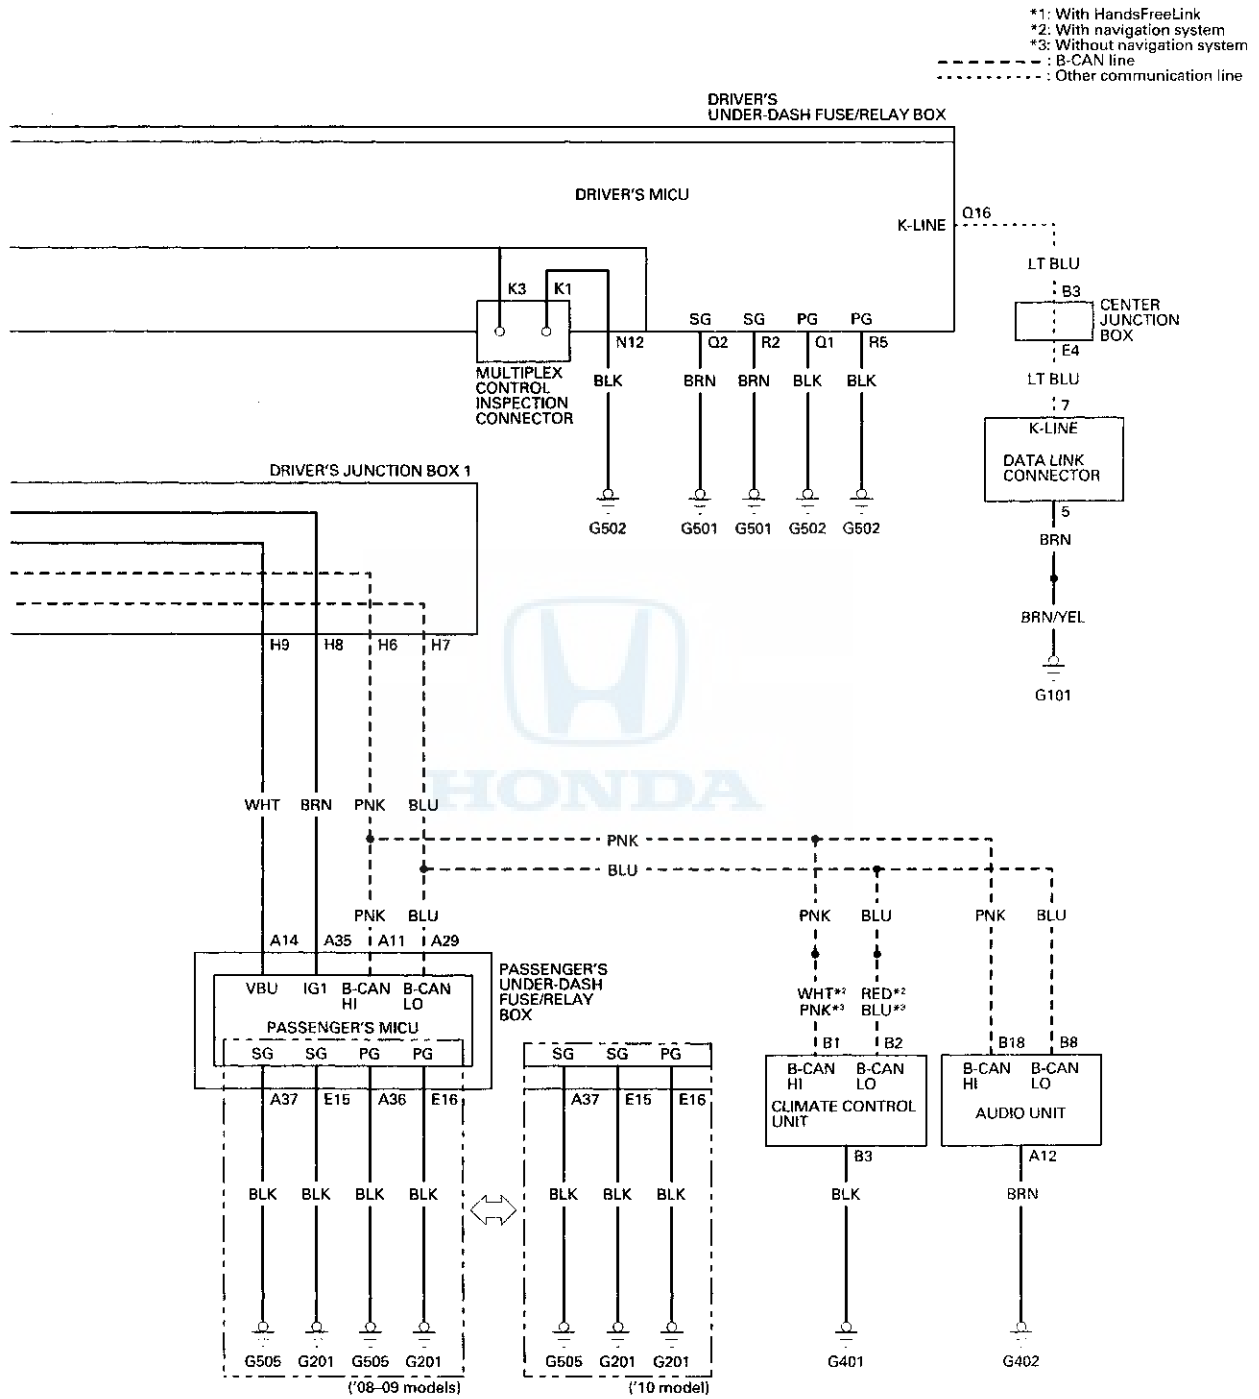 *1: With HandsFreeLink
*2: With navigation system
*3: Without navigation system
: B-CAN line
: Other communication line
DRIVER'S
UNDER-DASH FUSE/RELAY BOX
DRIVER'S MICU
K-LINE
Q16
LT BLU
B3
CENTER
JUNCTION
BOX
E4
LT BLU
7
K-LINE
DATA LINK
CONNECTOR
5
BRN
BRN/YEL
G101
K3 K1
MULTIPLEX
CONTROL
INSPECTION
CONNECTOR
SG SG PG PG
N12 Q2 R2 Q1 R5
BLK BRN BRN BLK BLK
G502 G501 G501 G502 G502
DRIVER'S JUNCTION BOX 1
H9 H8 H6 H7
HONDA
WHT BRN PNK BLU
PNK
BLU
PNK BLU
PNK BLU PNK BLU
A14 A35 A11 A29
PASSENGER'S
UNDER-DASH
FUSE/RELAY
BOX
VBU IG1 B-CAN B-CAN
HI LO
PASSENGER'S MICU
SG SG PG PG
A37 E15 A36 E16
BLK BLK BLK BLK
G505 G201 G505 G201
('08–09 models)
SG SG PG
A37 E15 E16
BLK BLK BLK
G505 G201 G201
('10 model)
WHT*2 RED*2
PNK*3 BLU*3
B1 B2
B-CAN B-CAN
HI LO
CLIMATE CONTROL
UNIT
B3
BLK
G401
B18 B8
B-CAN B-CAN
HI LO
AUDIO UNIT
A12
BRN
G402